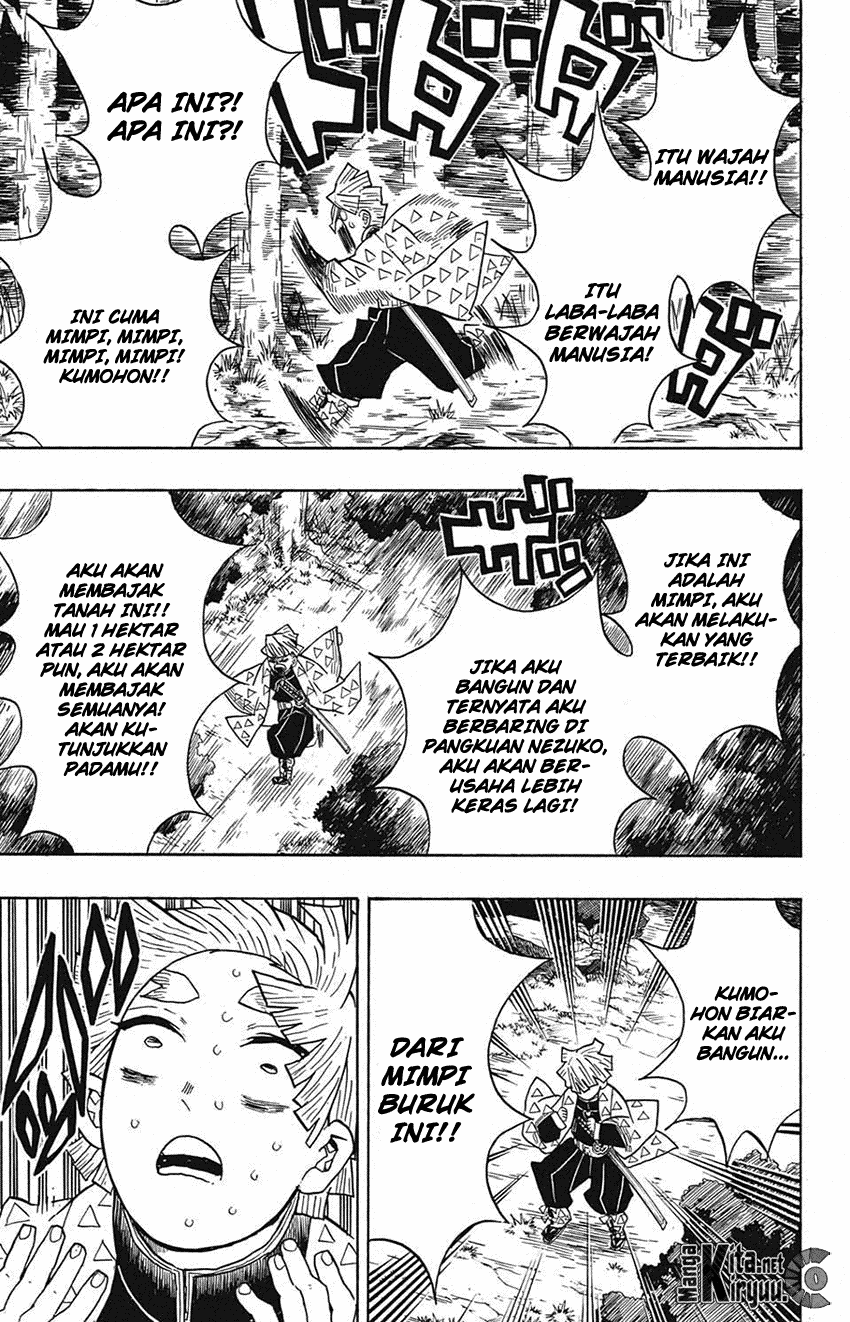 ITU WAJAH
MANUSIA!!
ITU
LABA-LABA
BERWAJAH
MANUSIA!
APA INI?!
APA INI?!
INI CUMA
MIMPI, MIMPI,
MIMPI, MIMPI!
KUMOHON!!
JIKA INI
ADALAH
MIMPI, AKU
AKAN MELAKU-
KAN YANG
TERBAIK!!
JIKA AKU
BANGUN DAN
TERNYATA AKU
BERBARING DI
PANGKUAN NEZUKO,
AKU AKAN BER-
USAHA LEBIH
KERAS LAGI!
AKU AKAN
MEMBAJAK
TANAH INI!!
MAU 1 HEKTAR
ATAU 2 HEKTAR
PUN, AKU AKAN
MEMBAJAK
SEMUANYA!
AKAN KU-
TUNJUKKAN
PADAMU!!
KUMO-
HON BIAR-
KAN AKU
BANGUN...
DARI
MIMPI
BURUK
INI!!
Manga
Kita.net
Kiryuu.